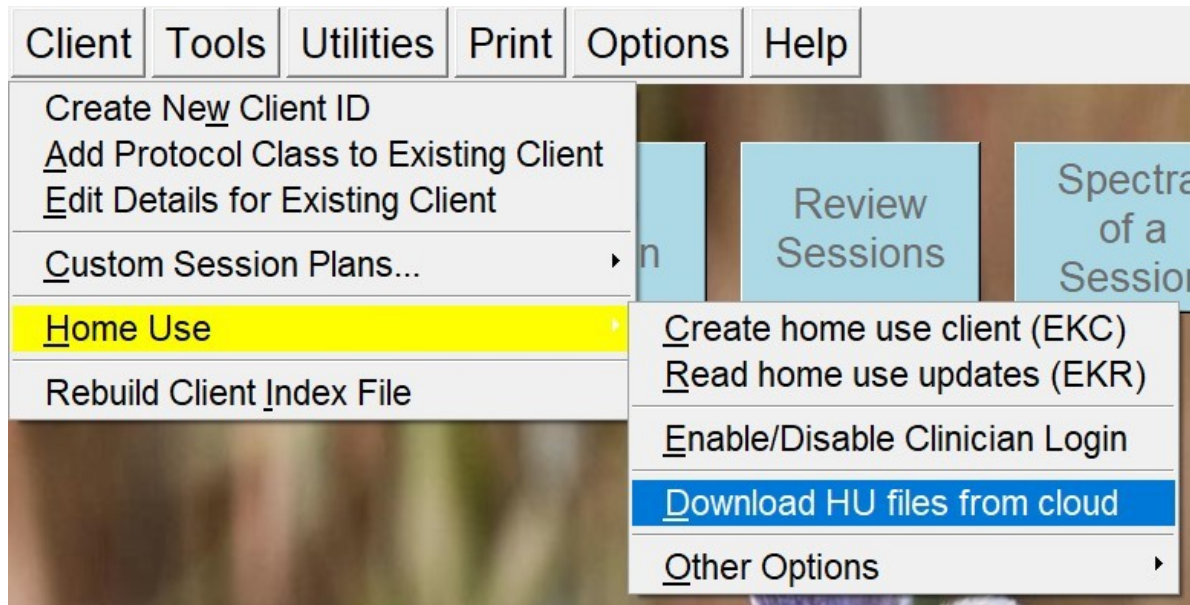 Client Tools Utilities Print Options Help
Create New Client ID
Add Protocol Class to Existing Client
Edit Details for Existing Client
Custom Session Plans...
Home Use
Rebuild Client Index File
Review
Sessions
of a
Create home use client (EKC)
Read home use updates (EKR)
Enable/Disable Clinician Login
Download HU files from cloud
Other Options